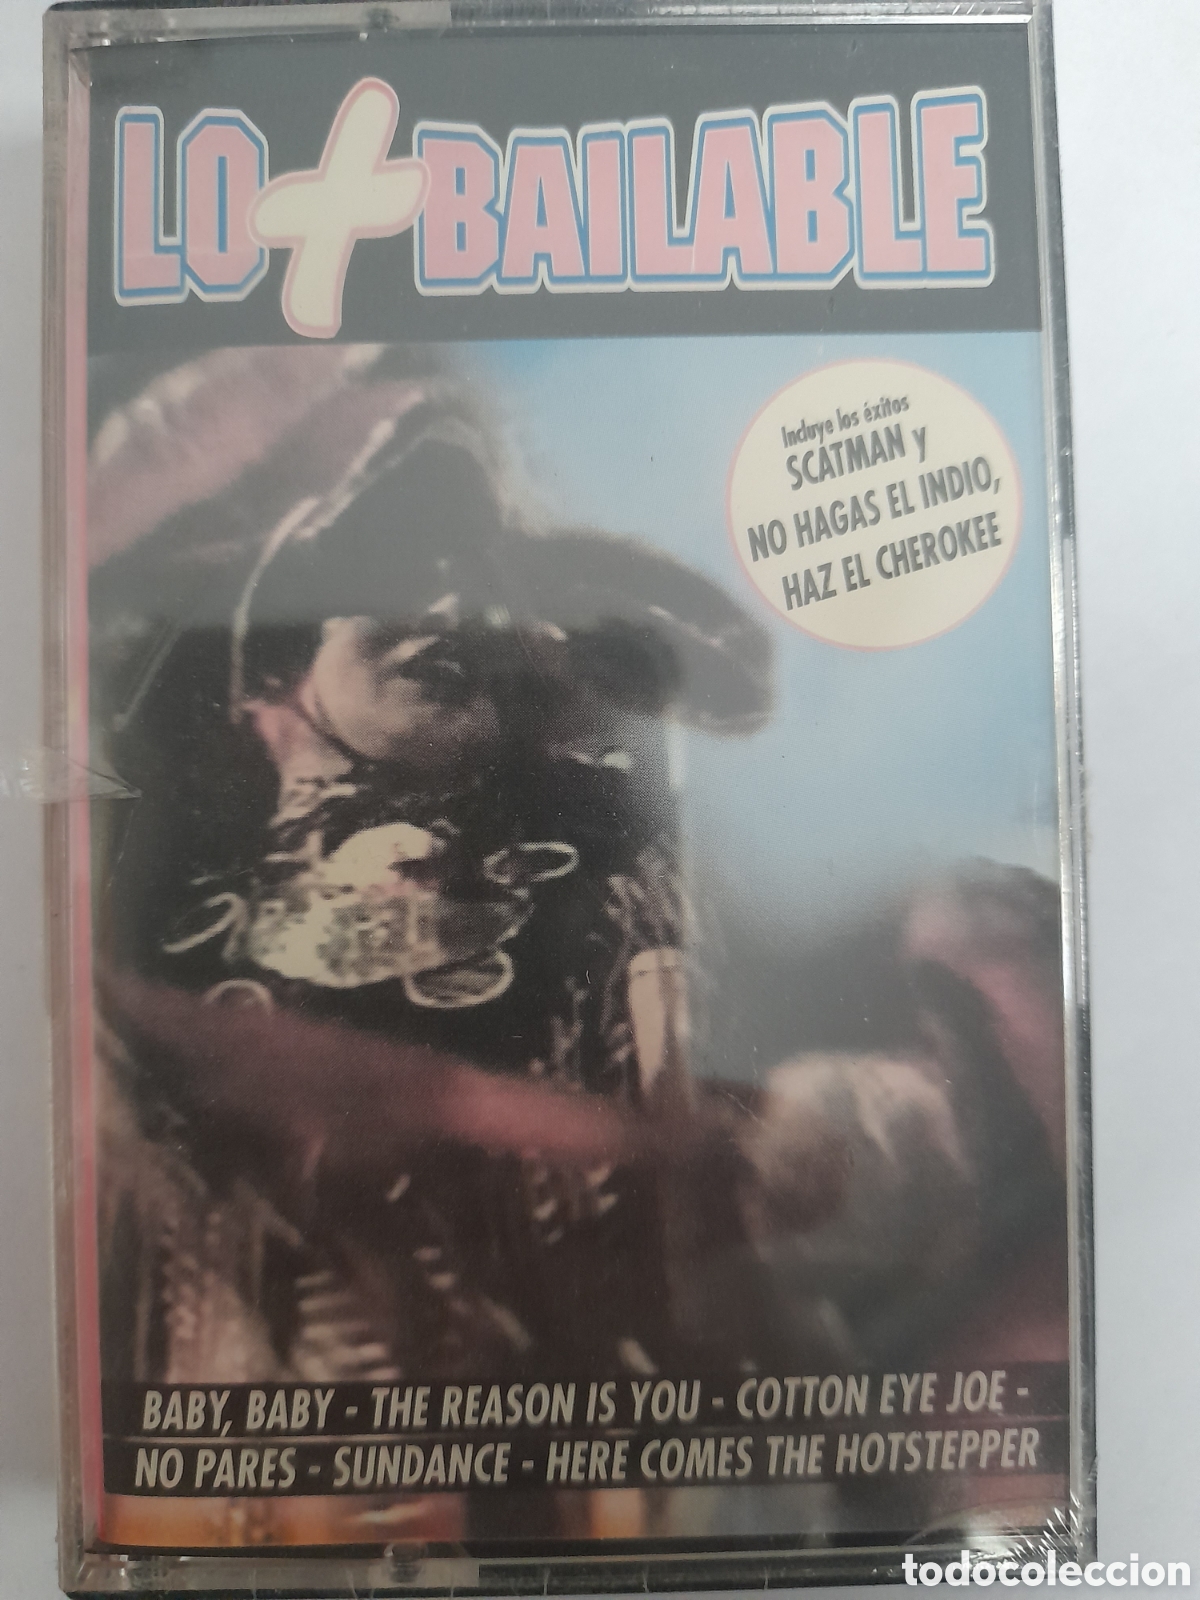 LO+BAILABLE
Incluye los éxitos
SCATMAN y
NO HAGAS EL INDIO,
HAZ EL CHEROKEE
BABY, BABY - THE REASON IS YOU - COTTON EYE JOE -
NO PARES - SUNDANCE - HERE COMES THE HOTSTEPPER
todocoleccion